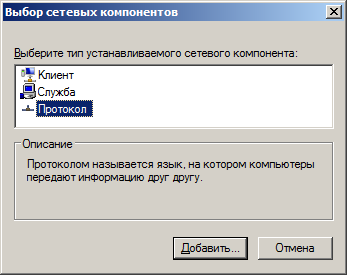 Выбор сетевых компонентов
Выберите тип устанавливаемого сетевого компонента:
Клиент
Служба
Протокол
Описание
Протоколом называется язык, на котором компьютеры
передают информацию друг другу.
Добавить... Отмена